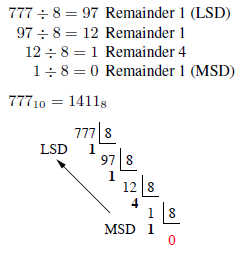 777 ÷ 8 = 97 Remainder 1 (LSD)
97 ÷ 8 = 12 Remainder 1
12 ÷ 8 = 1 Remainder 4
1 ÷ 8 = 0 Remainder 1 (MSD)
777₁₀ = 1411₈
777 8
LSD 1
97 8
1
12 8
4
1 8
MSD 1
0